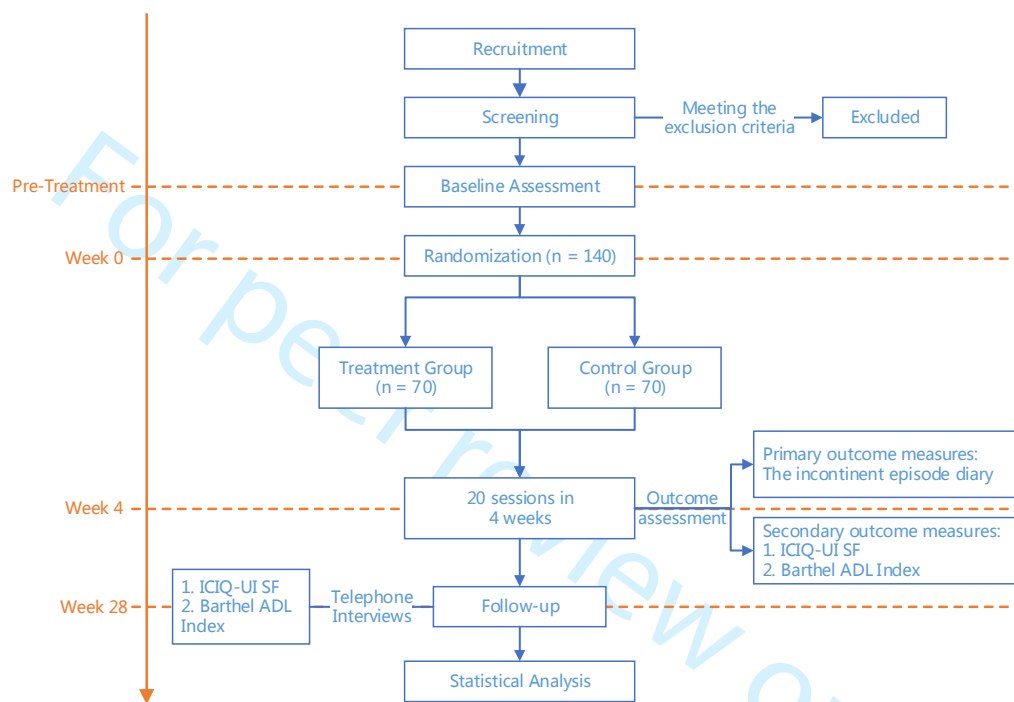 Recruitment
Screening
Meeting the
exclusion criteria
Excluded
Pre-Treatment
Baseline Assessment
Week 0
Randomization (n = 140)
Treatment Group
(n = 70)
Control Group
(n = 70)
Primary outcome measures:
The incontinent episode diary
Week 4
20 sessions in
4 weeks
Outcome
assessment
Secondary outcome measures:
1. ICIQ-UI SF
2. Barthel ADL Index
Week 28
1. ICIQ-UI SF
2. Barthel ADL
Index
Telephone
Interviews
Follow-up
Statistical Analysis
For peer review